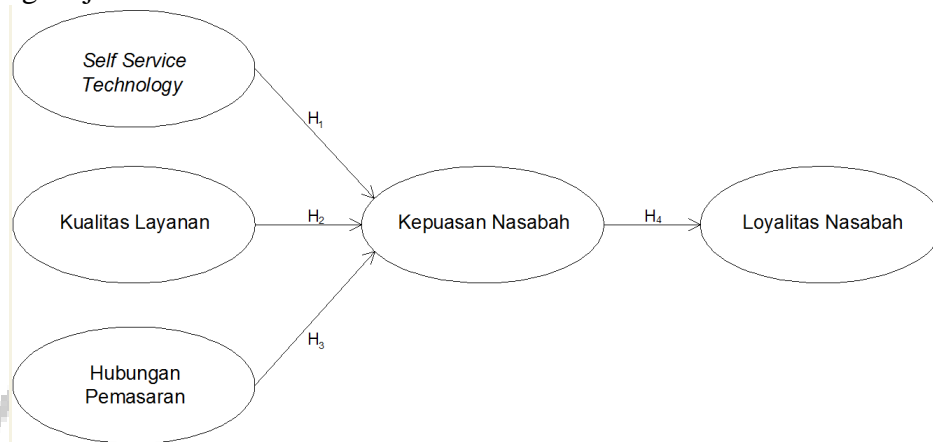 Self Service
Technology
H₁
Kualitas Layanan
H₂
Kepuasan Nasabah
H₄
Loyalitas Nasabah
H₃
Hubungan
Pemasaran